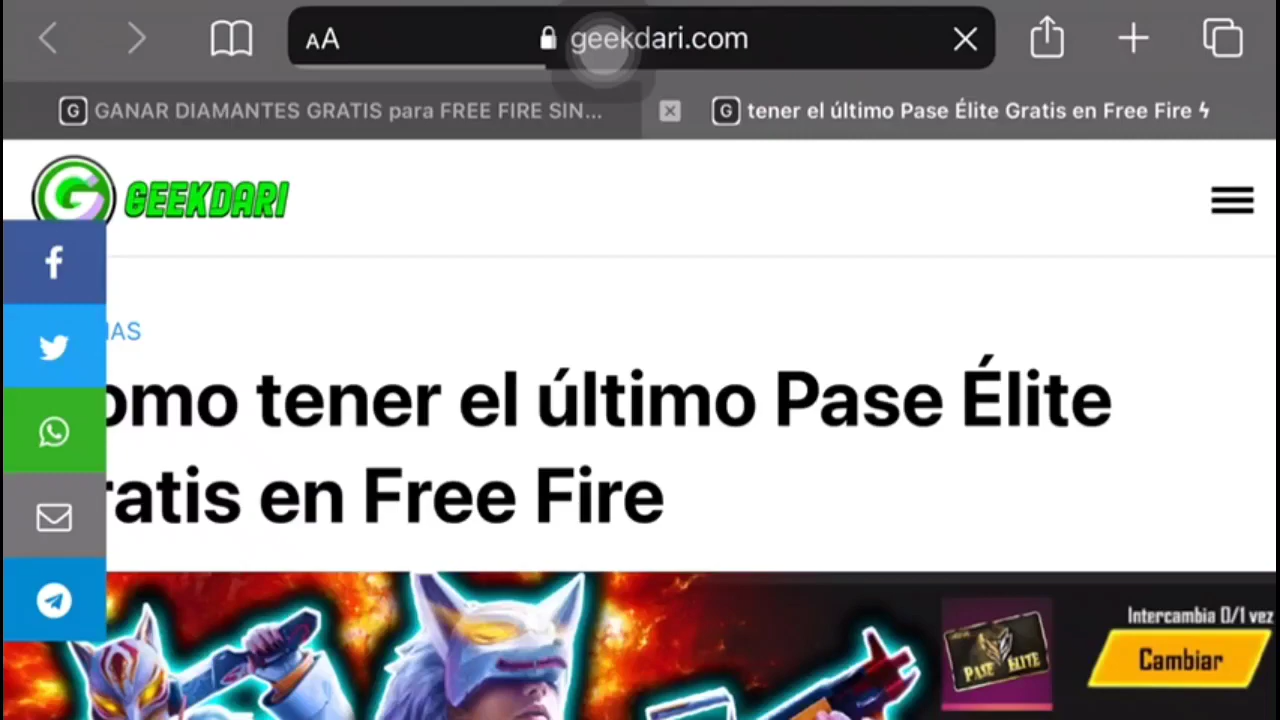 AA geekdari.com
G GANAR DIAMANTES GRATIS para FREE FIRE SIN...
G tener el último Pase Élite Gratis en Free Fire ϟ
G GEEKDARI
f
IAS
omo tener el último Pase Élite
ratis en Free Fire
Intercambia 0/1 vez
PASE ÉLITE
Cambiar